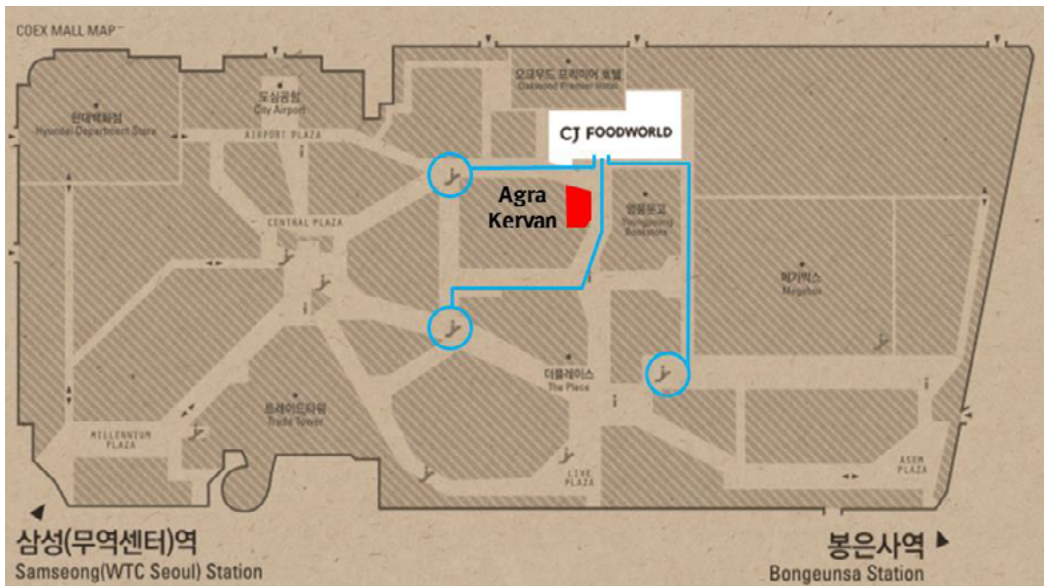 COEX MALL MAP
현대백화점
Hyundai Department Store
도심공항
City Airport
AIRPORT PLAZA
오크우드 프리미어 호텔
Oakwood Premier Hotel
CJ FOODWORLD
Agra
Kervan
영풍문고
Youngpoong
Bookstore
CENTRAL PLAZA
메가박스
Megabox
더플레이스
The Place
트레이드타워
Trade Tower
MILLENNIUM
PLAZA
LIVE
PLAZA
ASEM
PLAZA
삼성(무역센터)역
Samseong(WTC Seoul) Station
봉은사역
Bongeunsa Station